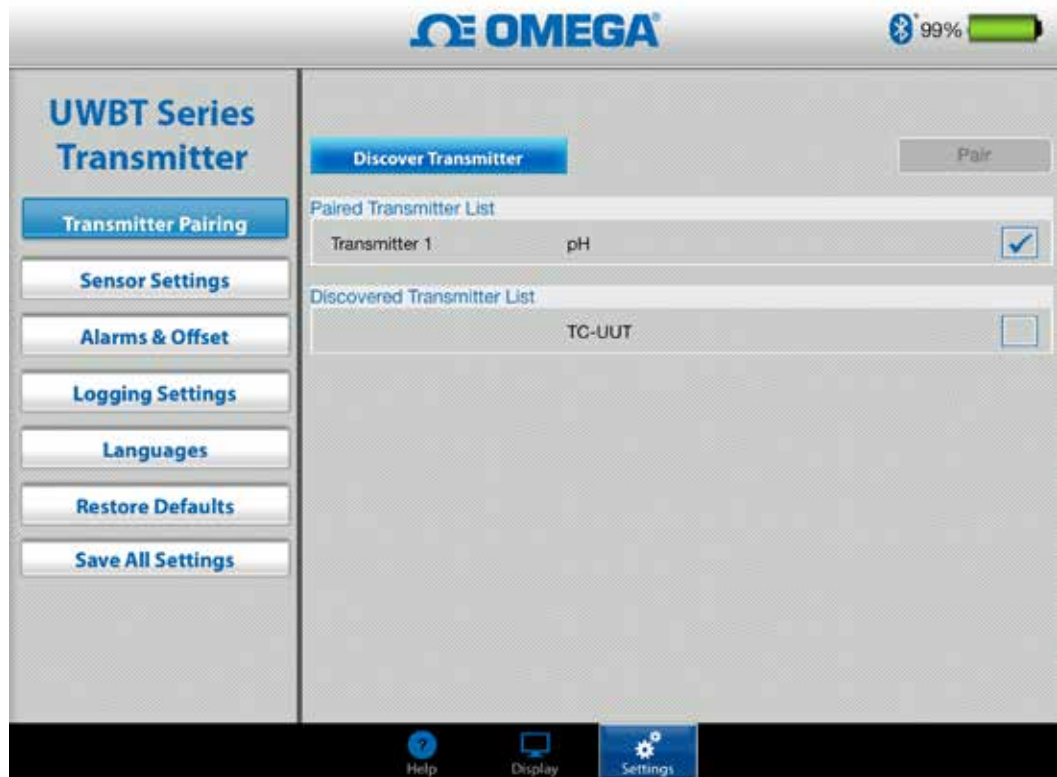 OMEGA
99%
UWBT Series
Transmitter
Transmitter Pairing
Sensor Settings
Alarms & Offset
Logging Settings
Languages
Restore Defaults
Save All Settings
Discover Transmitter
Pair
Paired Transmitter List
Transmitter 1 pH
Discovered Transmitter List
TC-UUT
Help
Display
Settings